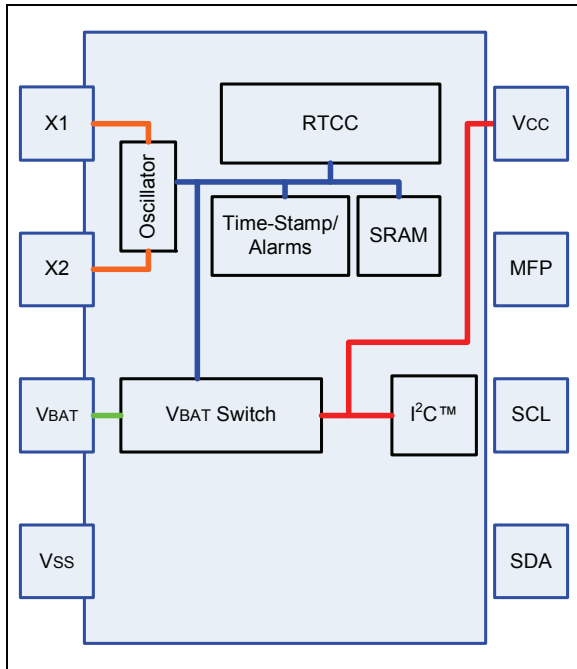 X1
X2
VBAT
VSS
Oscillator
RTCC
Time-Stamp/
Alarms
SRAM
VBAT Switch
I²C™
VCC
MFP
SCL
SDA